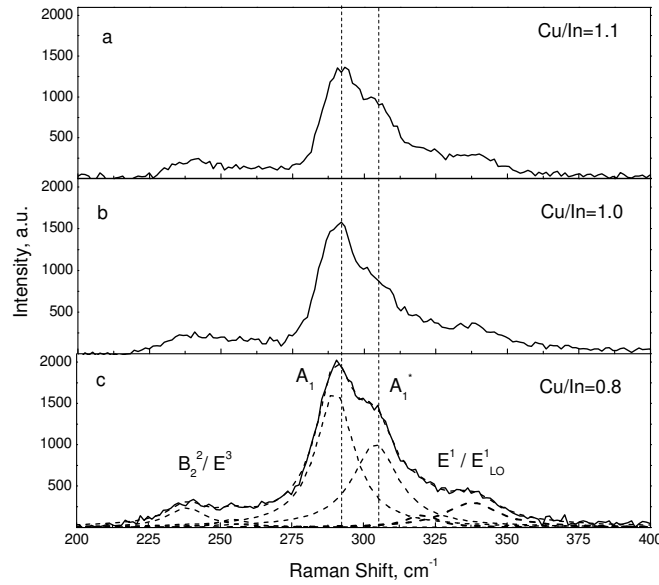 2000
a
Cu/In=1.1
1500
1000
500
2000
b
Cu/In=1.0
1500
1000
500
Intensity, a.u.
2000
c
A₁
A₁*
Cu/In=0.8
1500
1000
B₂²/ E³
E¹ / E¹LO
500
0
200 225 250 275 300 325 350 375 400
Raman Shift, cm⁻¹